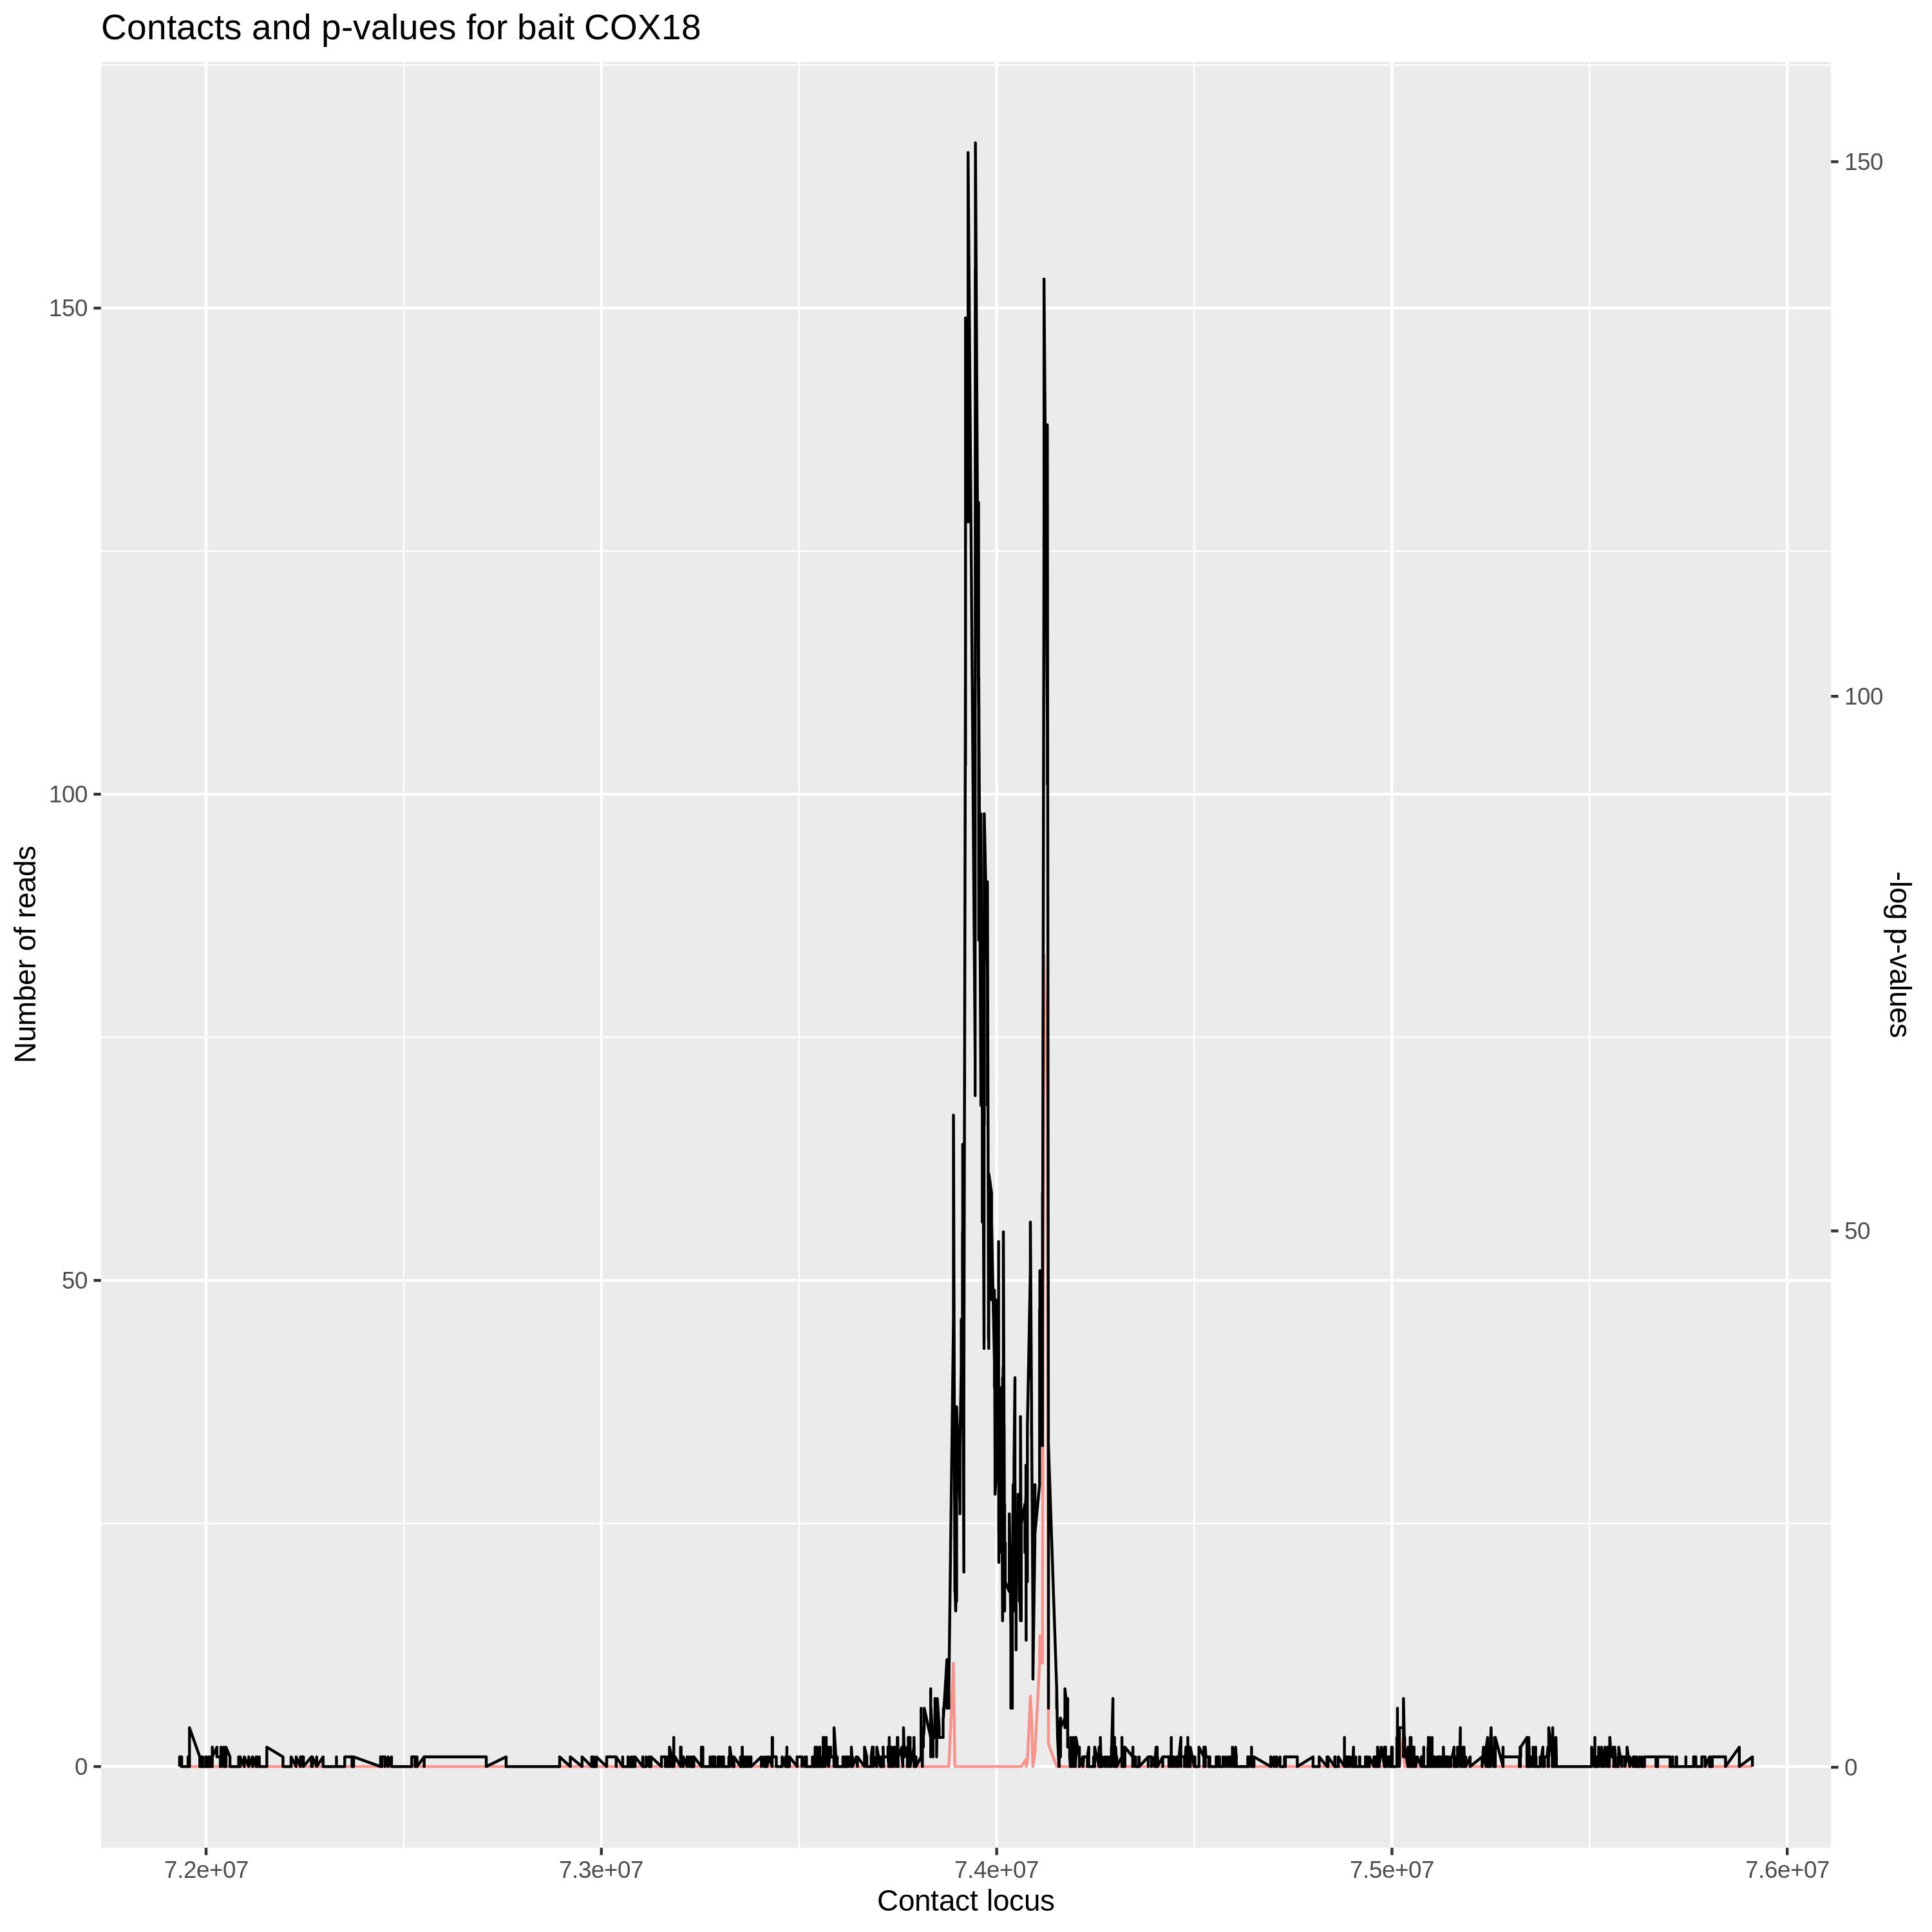 Contacts and p-values for bait COX18
150
100
50
0
Number of reads
150
100
50
0
-log p-values
7.2e+07 7.3e+07 7.4e+07 7.5e+07 7.6e+07
Contact locus